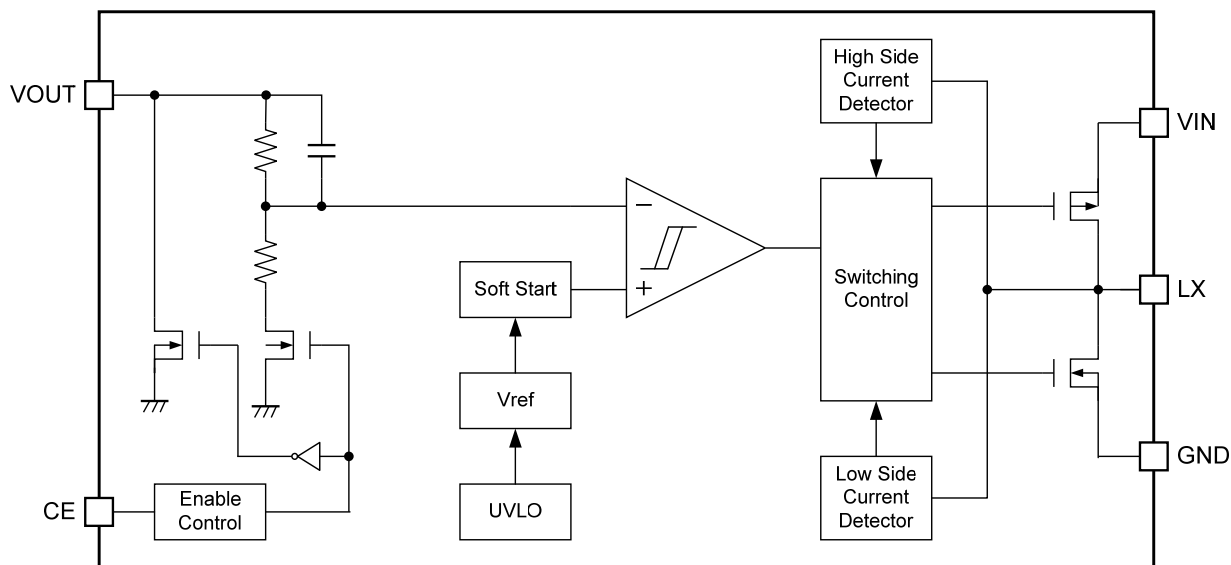 High Side
Current
Detector
VOUT
VIN
−
Switching
Control
Soft Start
+
LX
Vref
GND
Low Side
Current
Detector
CE
Enable
Control
UVLO